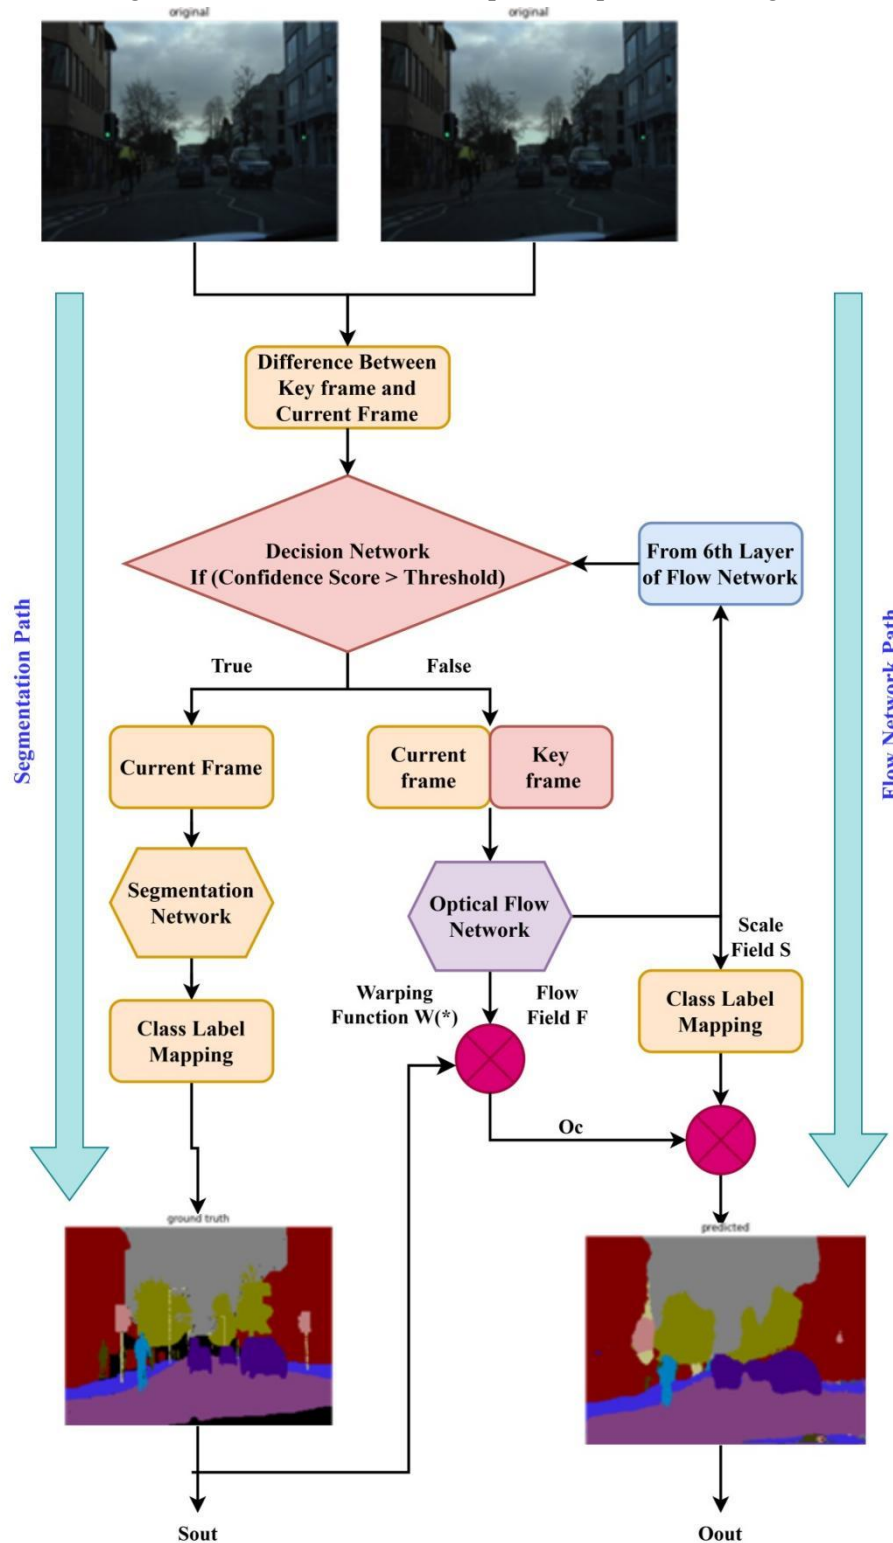 original
original
Difference Between
Key frame and
Current Frame
Decision Network
If (Confidence Score > Threshold)
From 6th Layer
of Flow Network
Segmentation Path
Flow Network Path
True
False
Current Frame
Current
frame
Key
frame
Segmentation
Network
Optical Flow
Network
Scale
Field S
Warping
Function W(*)
Flow
Field F
Class Label
Mapping
Class Label
Mapping
Oc
ground truth
predicted
Sout
Oout